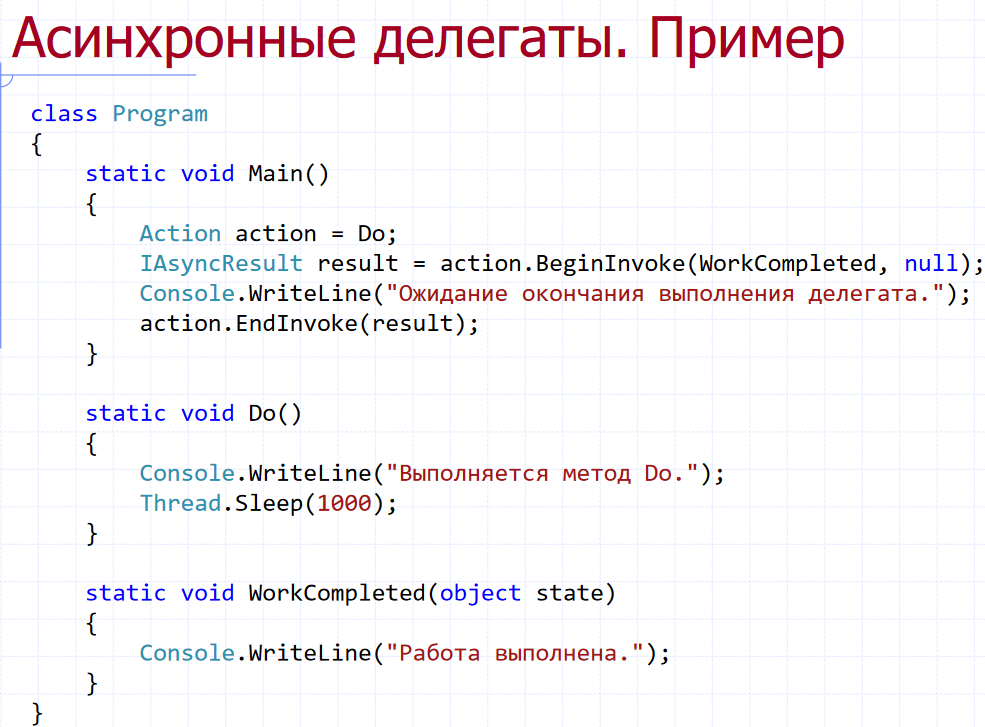 Асинхронные делегаты. Пример
class Program
{
static void Main()
{
Action action = Do;
IAsyncResult result = action.BeginInvoke(WorkCompleted, null);
Console.WriteLine("Ожидание окончания выполнения делегата.");
action.EndInvoke(result);
}
static void Do()
{
Console.WriteLine("Выполняется метод Do.");
Thread.Sleep(1000);
}
static void WorkCompleted(object state)
{
Console.WriteLine("Работа выполнена.");
}
}